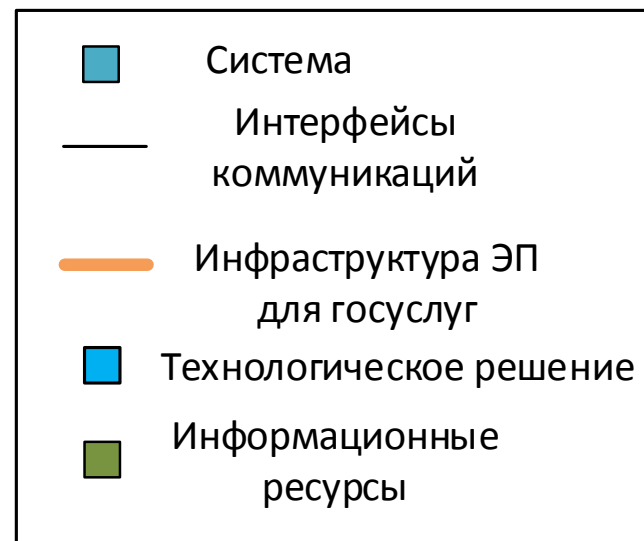 Система
Интерфейсы
коммуникаций
Инфраструктура ЭП
для госуслуг
Технологическое решение
Информационные
ресурсы